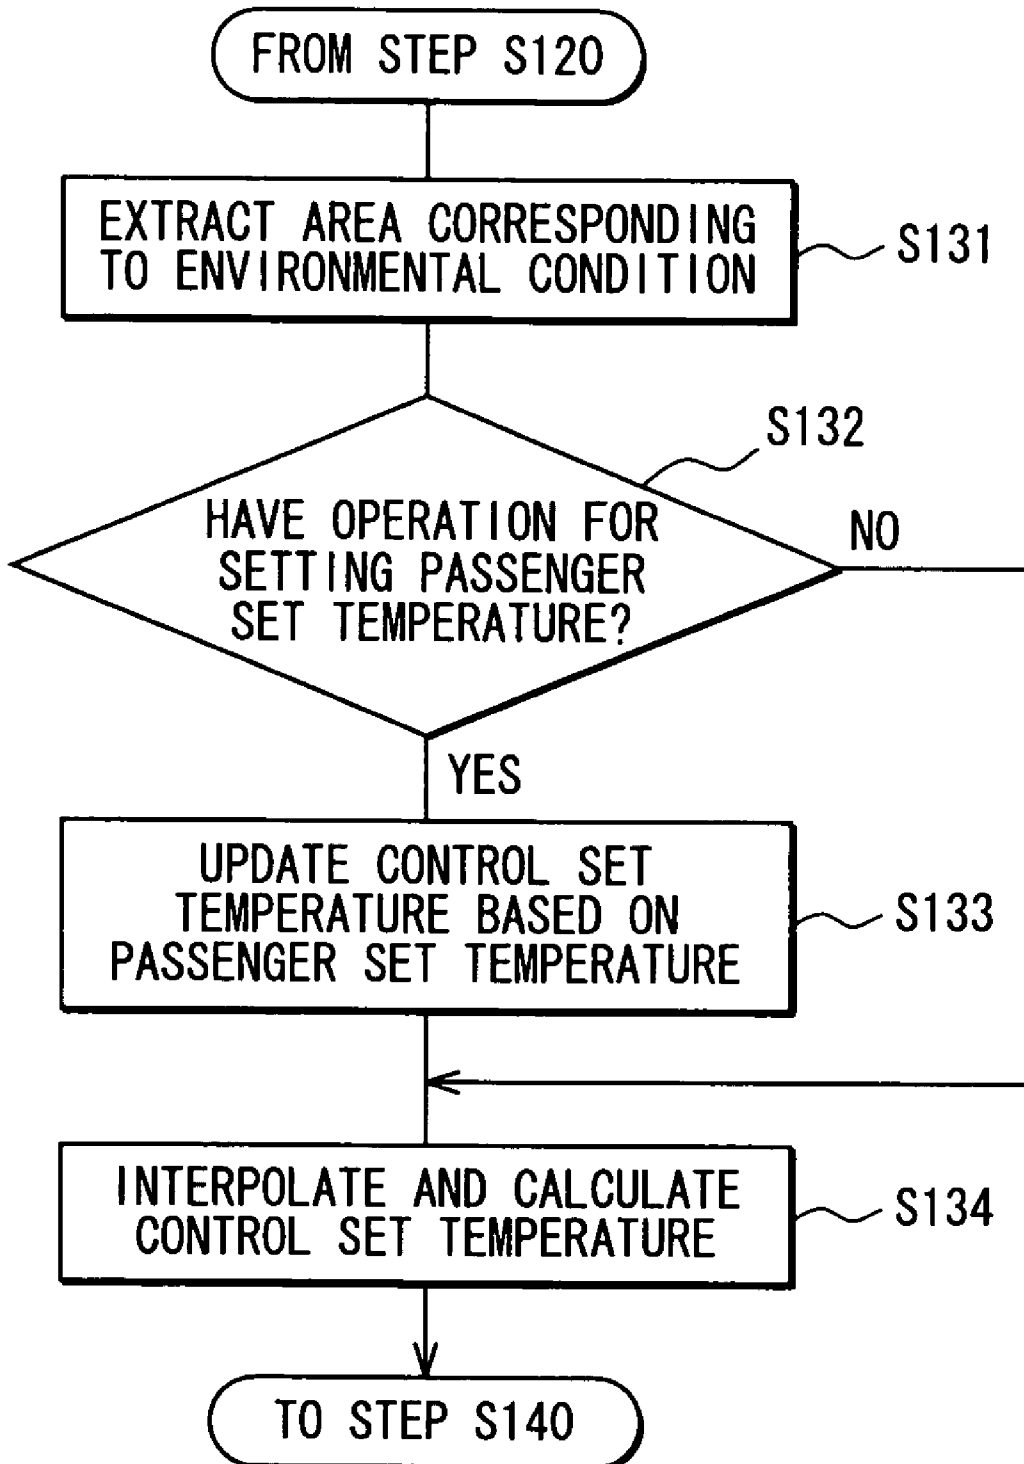 FROM STEP S120
EXTRACT AREA CORRESPONDING
TO ENVIRONMENTAL CONDITION
S131
S132
HAVE OPERATION FOR
SETTING PASSENGER
SET TEMPERATURE?
NO
YES
UPDATE CONTROL SET
TEMPERATURE BASED ON
PASSENGER SET TEMPERATURE
S133
INTERPOLATE AND CALCULATE
CONTROL SET TEMPERATURE
S134
TO STEP S140